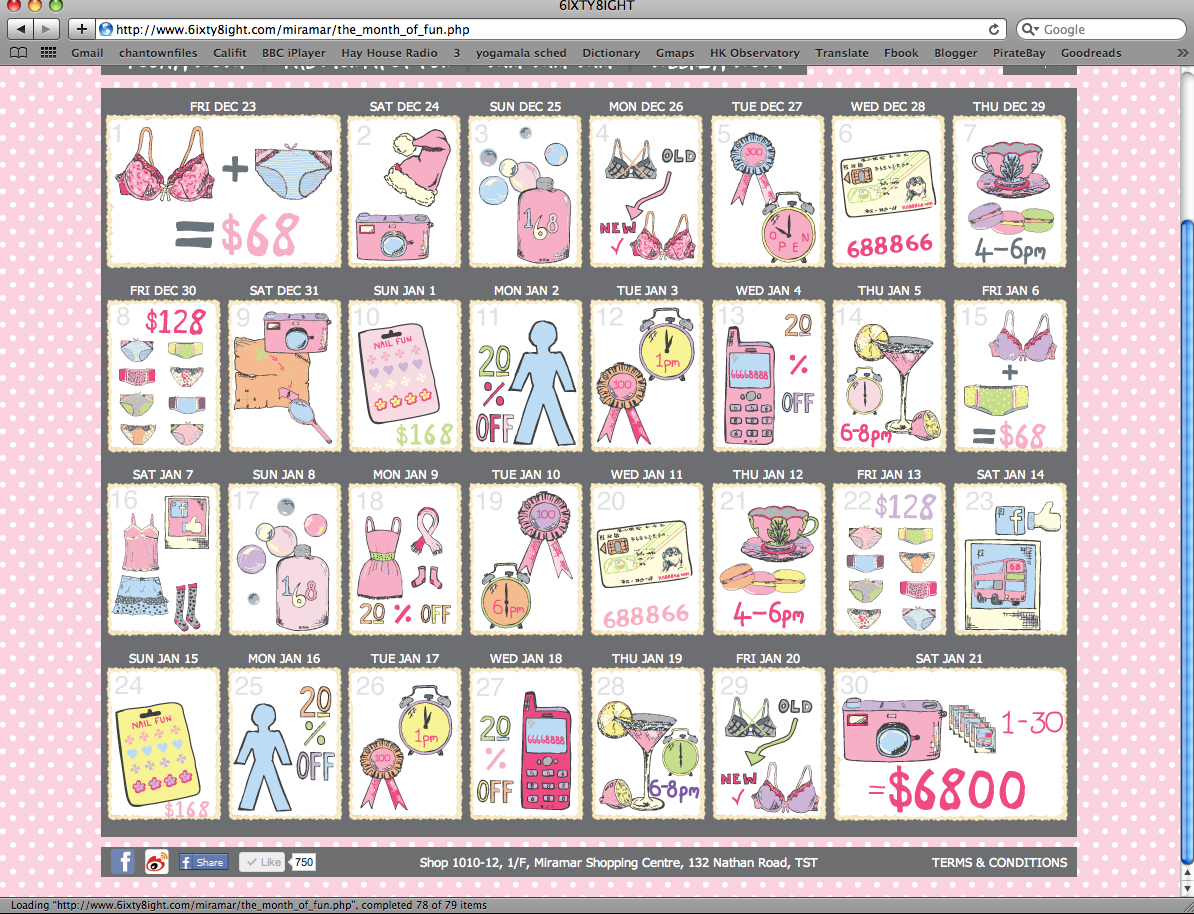 6IXTY8IGHT
http://www.6ixty8ight.com/miramar/the_month_of_fun.php
Google
Gmail chantownfiles Califit BBC iPlayer Hay House Radio 3 yogamala sched Dictionary Gmaps HK Observatory Translate Fbook Blogger PirateBay Goodreads
FRI DEC 23 SAT DEC 24 SUN DEC 25 MON DEC 26 TUE DEC 27 WED DEC 28 THU DEC 29
1 2 3 4 5 6 7
+
= $68
168
OLD
NEW
300
OPEN
688866
4-6pm
FRI DEC 30 SAT DEC 31 SUN JAN 1 MON JAN 2 TUE JAN 3 WED JAN 4 THU JAN 5 FRI JAN 6
8 9 10 11 12 13 14 15
$128
NAIL FUN
$168
20
%
OFF
1pm
100
20
%
OFF
66668888
6-8pm
+
= $68
SAT JAN 7 SUN JAN 8 MON JAN 9 TUE JAN 10 WED JAN 11 THU JAN 12 FRI JAN 13 SAT JAN 14
16 17 18 19 20 21 22 23
f
168
20 % OFF
100
6pm
688866
4-6pm
$128
f
68
SUN JAN 15 MON JAN 16 TUE JAN 17 WED JAN 18 THU JAN 19 FRI JAN 20 SAT JAN 21
24 25 26 27 28 29 30
NAIL FUN
$168
20
%
OFF
1pm
100
20
%
OFF
66668888
6-8pm
OLD
NEW
1-30
=$6800
f Share Like 750 Shop 1010-12, 1/F, Miramar Shopping Centre, 132 Nathan Road, TST TERMS & CONDITIONS
Loading "http://www.6ixty8ight.com/miramar/the_month_of_fun.php", completed 78 of 79 items